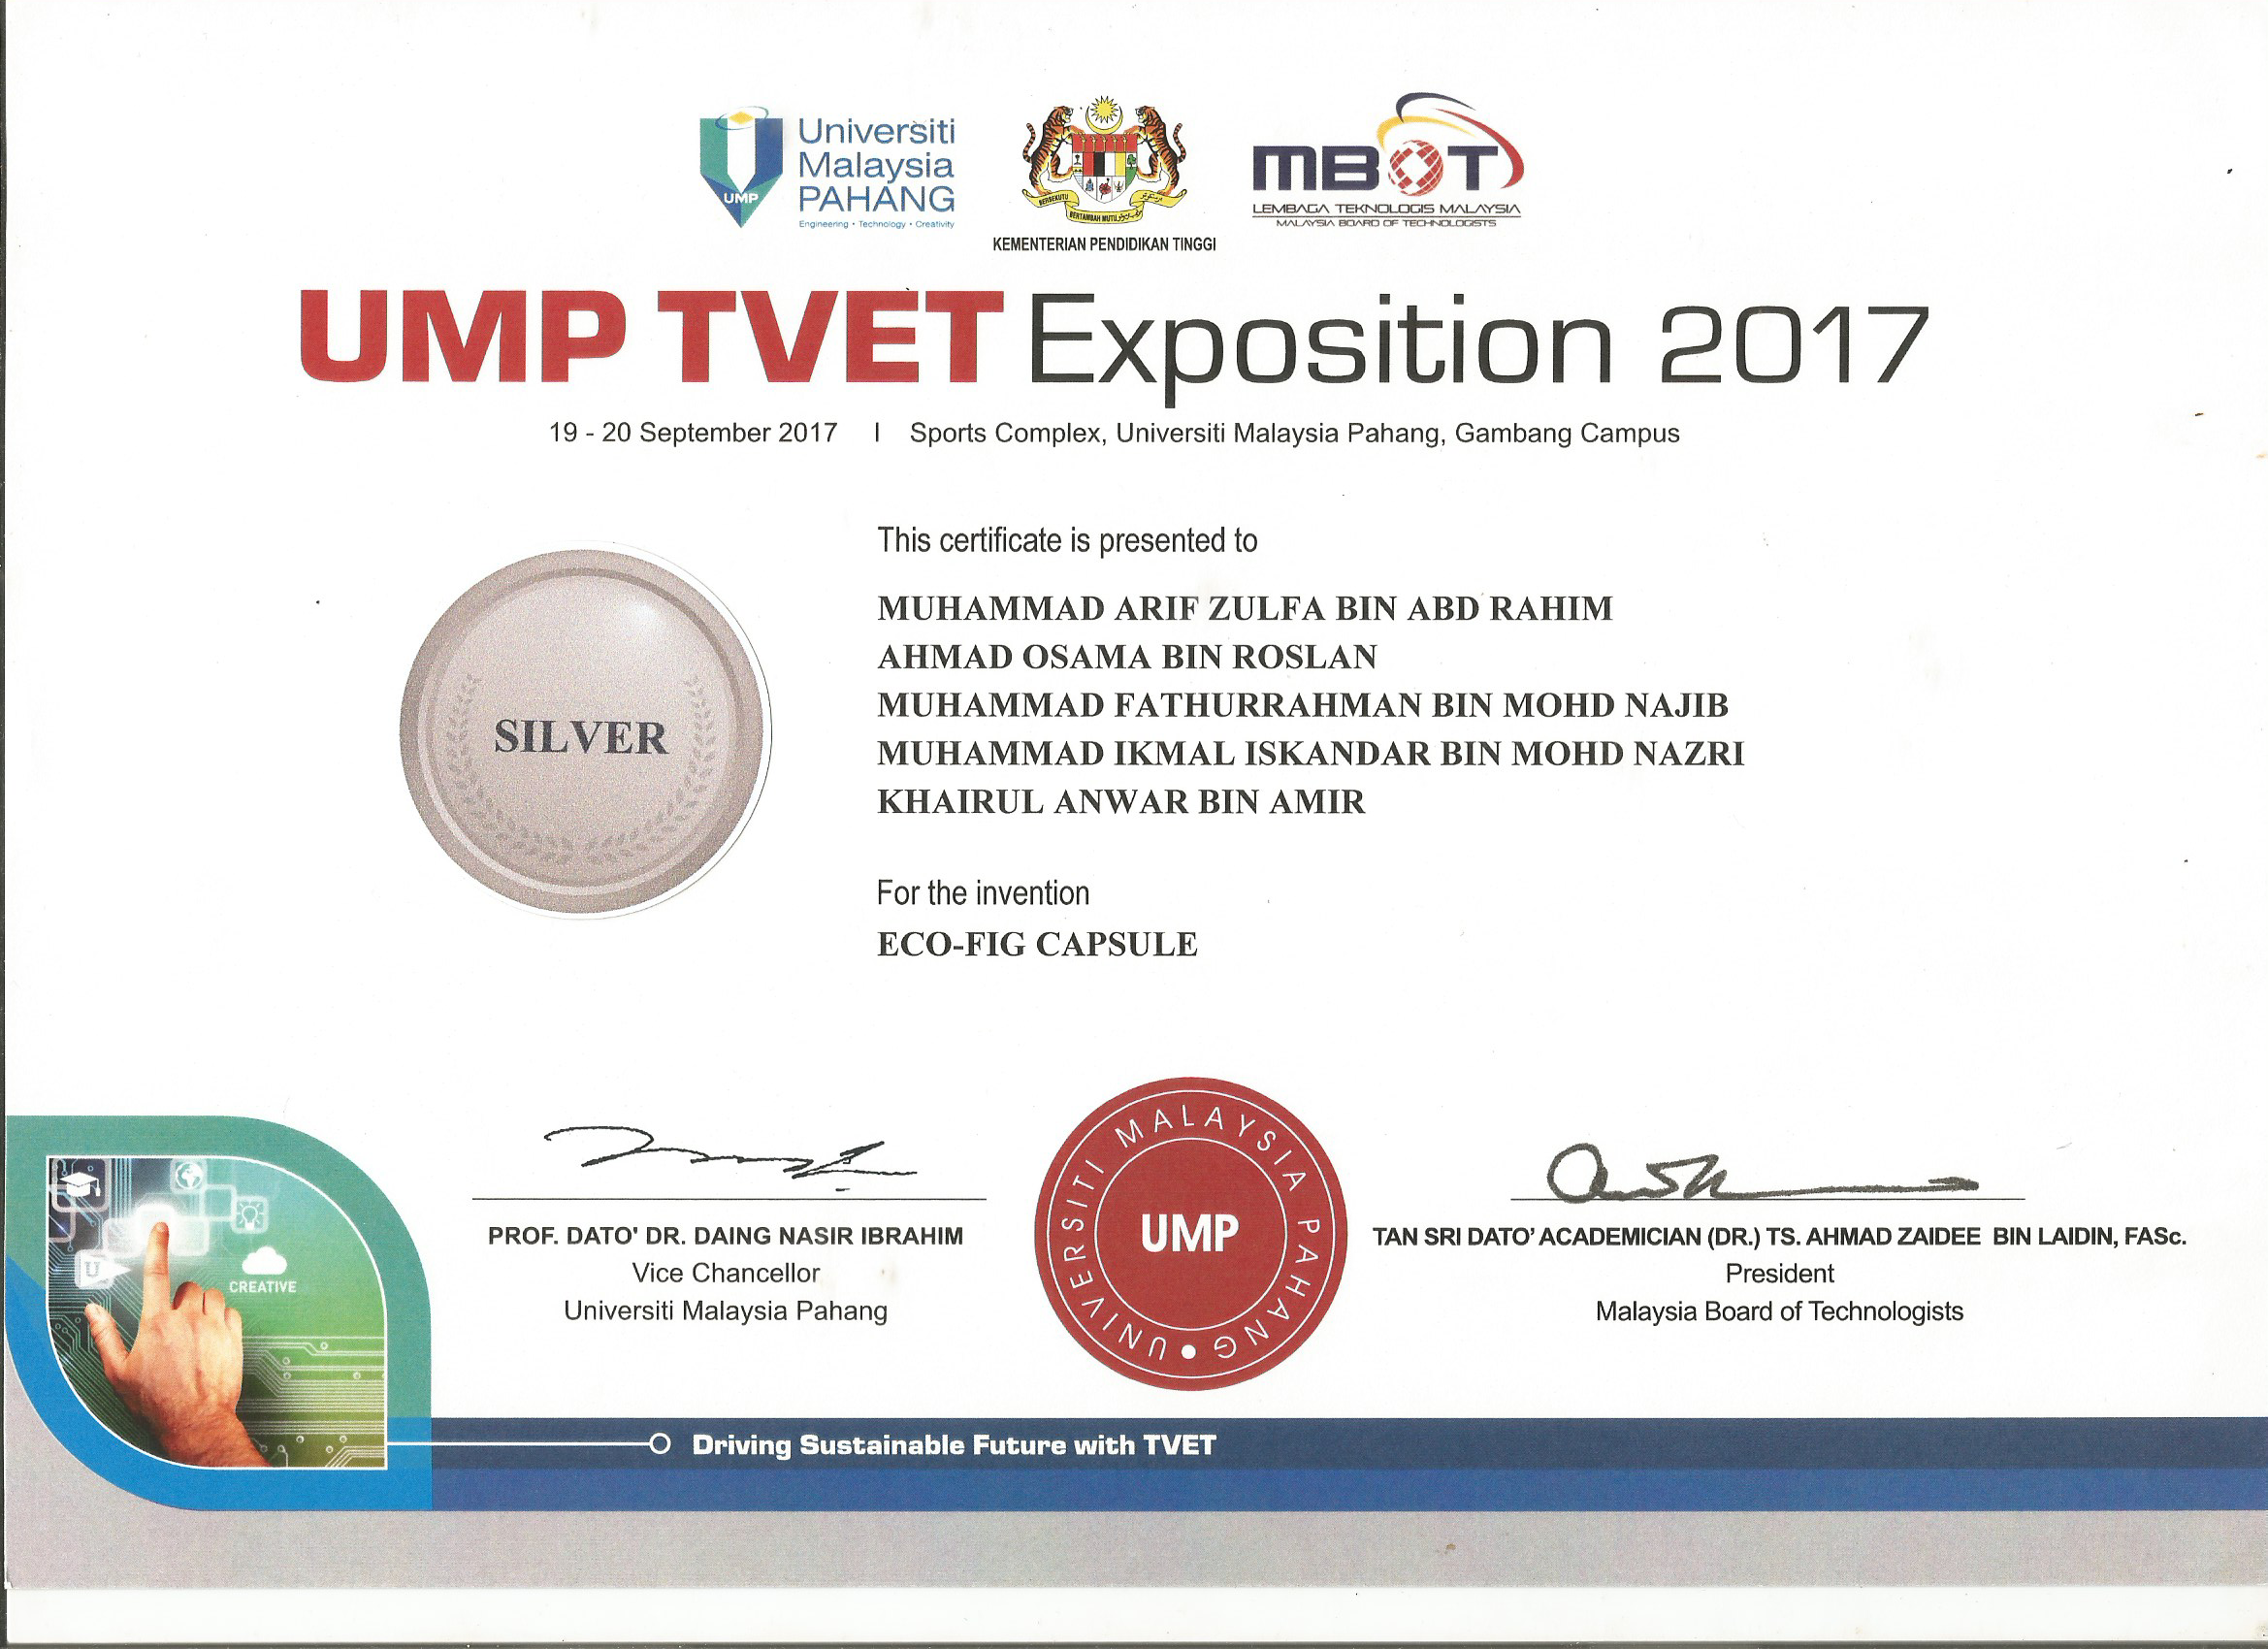 Universiti
Malaysia
PAHANG
Engineering • Technology • Creativity
UMP
BERSEKUTU
BERTAMBAH MUTU
KEMENTERIAN PENDIDIKAN TINGGI
MBOT
LEMBAGA TEKNOLOGIS MALAYSIA
MALAYSIA BOARD OF TECHNOLOGISTS
UMP TVET Exposition 2017
19 - 20 September 2017 | Sports Complex, Universiti Malaysia Pahang, Gambang Campus
This certificate is presented to
MUHAMMAD ARIF ZULFA BIN ABD RAHIM
AHMAD OSAMA BIN ROSLAN
MUHAMMAD FATHURRAHMAN BIN MOHD NAJIB
MUHAMMAD IKMAL ISKANDAR BIN MOHD NAZRI
KHAIRUL ANWAR BIN AMIR
SILVER
For the invention
ECO-FIG CAPSULE
PROF. DATO' DR. DAING NASIR IBRAHIM
Vice Chancellor
Universiti Malaysia Pahang
UNIVERSITI MALAYSIA PAHANG •
UMP
TAN SRI DATO' ACADEMICIAN (DR.) TS. AHMAD ZAIDEE BIN LAIDIN, FASc.
President
Malaysia Board of Technologists
U
CREATIVE
Driving Sustainable Future with TVET